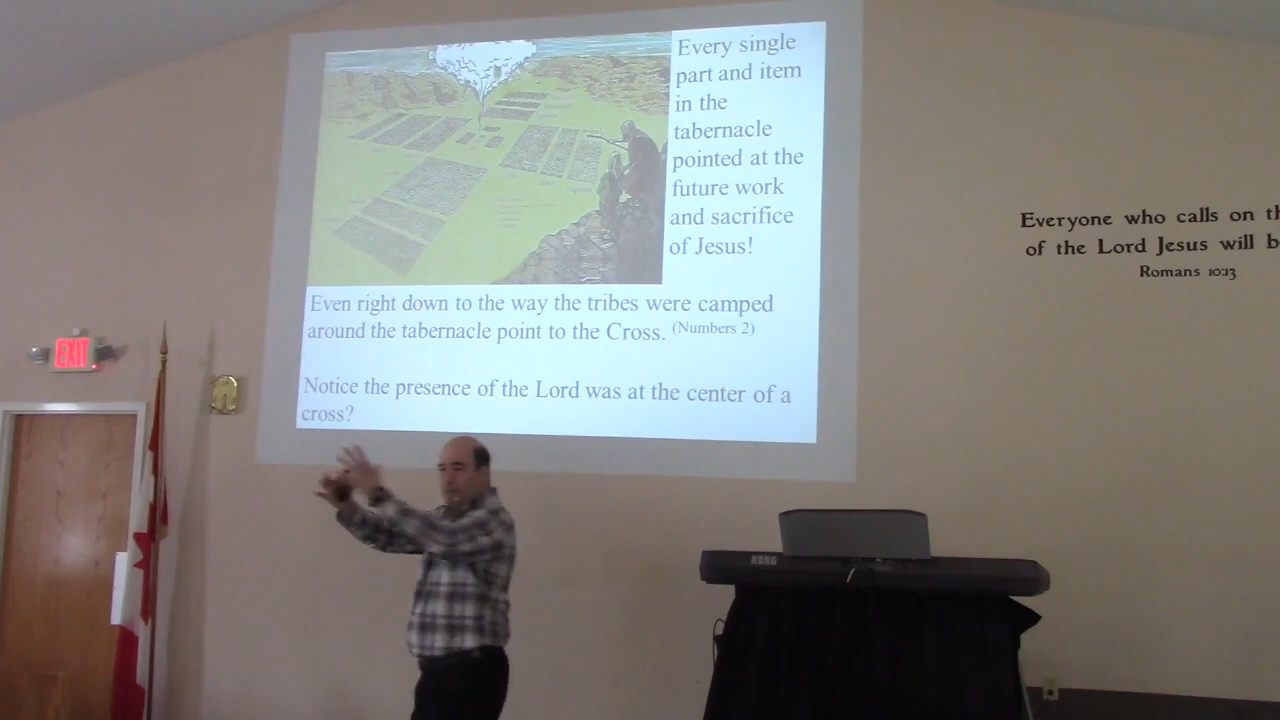 Every single
part and item
in the
tabernacle
pointed at the
future work
and sacrifice
of Jesus!
Even right down to the way the tribes were camped
around the tabernacle point to the Cross. (Numbers 2)
Notice the presence of the Lord was at the center of a
cross?
Everyone who calls on th
of the Lord Jesus will b
Romans 10:13
EXIT
KORG